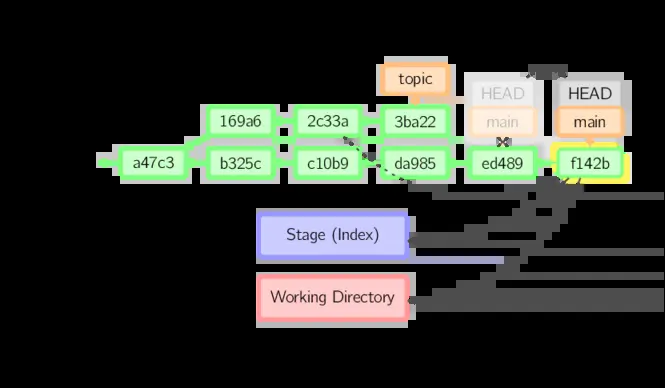 topic HEAD HEAD
main main
169a6 2c33a 3ba22
a47c3 b325c c10b9 da985 ed489 f142b
Stage (Index)
Working Directory